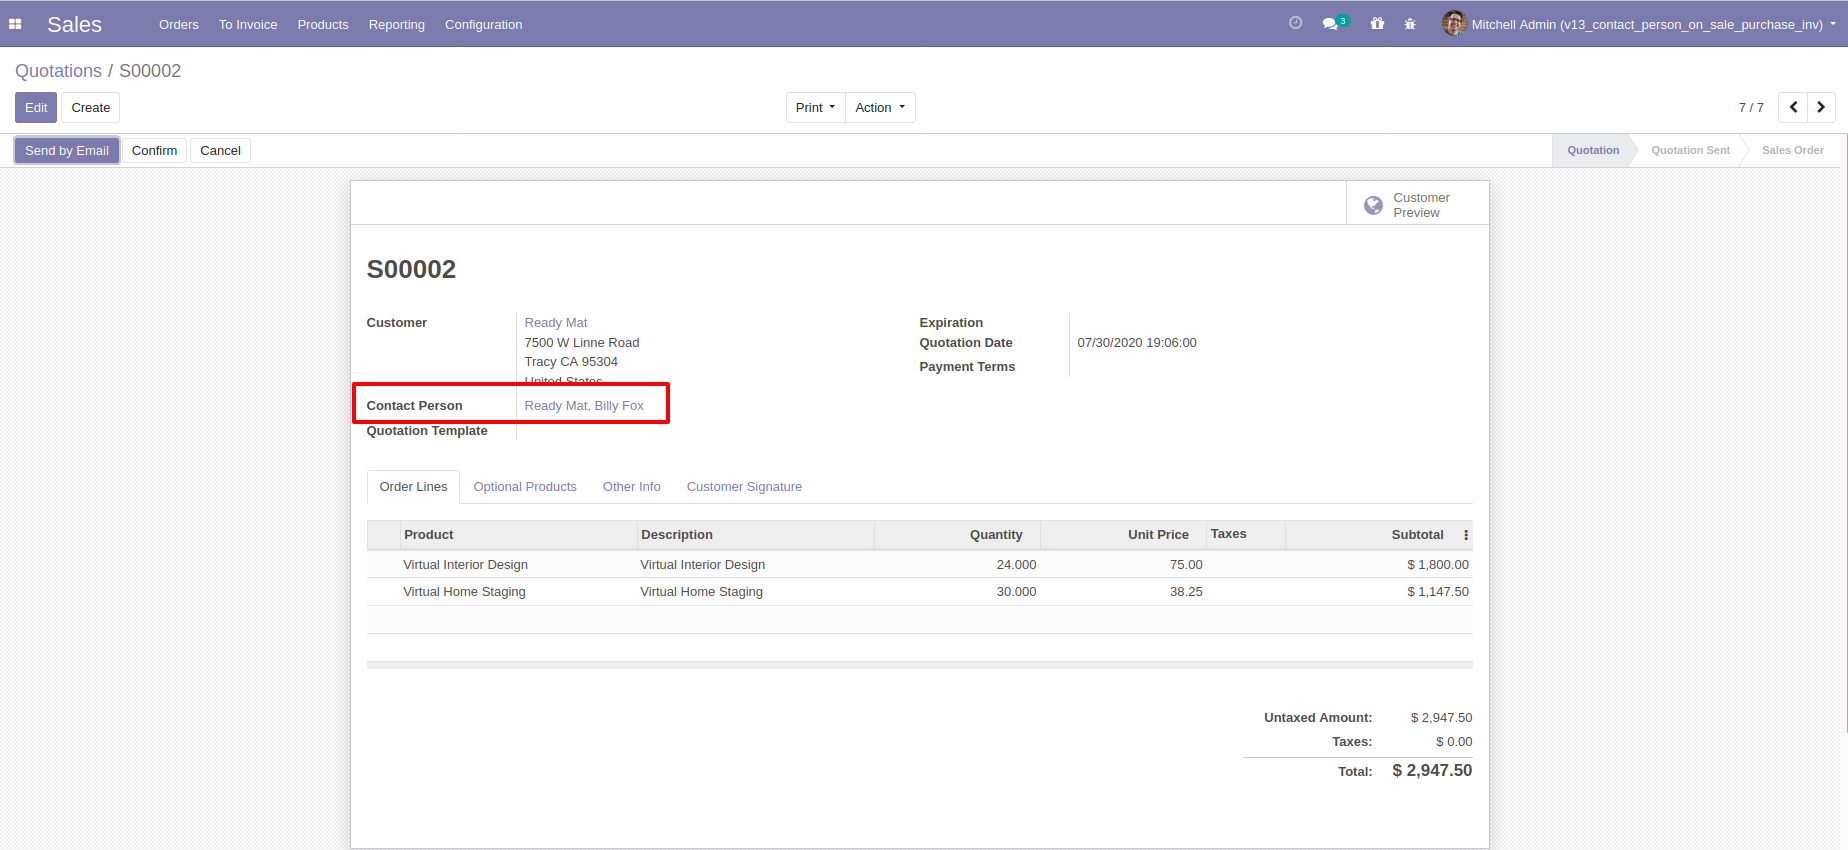 Sales Orders To Invoice Products Reporting Configuration 3 Mitchell Admin (v13_contact_person_on_sale_purchase_inv)
Quotations / S00002
Edit Create Print Action 7 / 7
Send by Email Confirm Cancel Quotation Quotation Sent Sales Order
Customer
Preview
S00002
Customer Ready Mat Expiration
7500 W Linne Road Quotation Date 07/30/2020 19:06:00
Tracy CA 95304 Payment Terms
United States
Contact Person Ready Mat, Billy Fox
Quotation Template
Order Lines Optional Products Other Info Customer Signature
Product Description Quantity Unit Price Taxes Subtotal
Virtual Interior Design Virtual Interior Design 24.000 75.00 $ 1,800.00
Virtual Home Staging Virtual Home Staging 30.000 38.25 $ 1,147.50
Untaxed Amount: $ 2,947.50
Taxes: $ 0.00
Total: $ 2,947.50